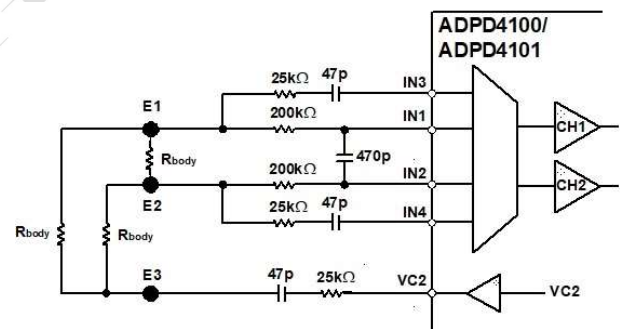 ADPD4100/
ADPD4101
25kΩ
47p
IN3
E1
200kΩ
IN1
CH1
Rbody
470p
200kΩ
IN2
CH2
E2
25kΩ
47p
IN4
Rbody
Rbody
E3
47p
25kΩ
VC2
VC2